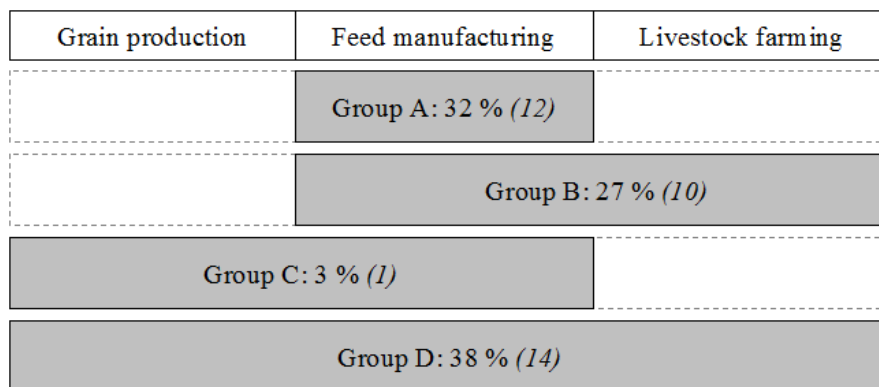 Grain production Feed manufacturing Livestock farming
Group A: 32 % (12)
Group B: 27 % (10)
Group C: 3 % (1)
Group D: 38 % (14)